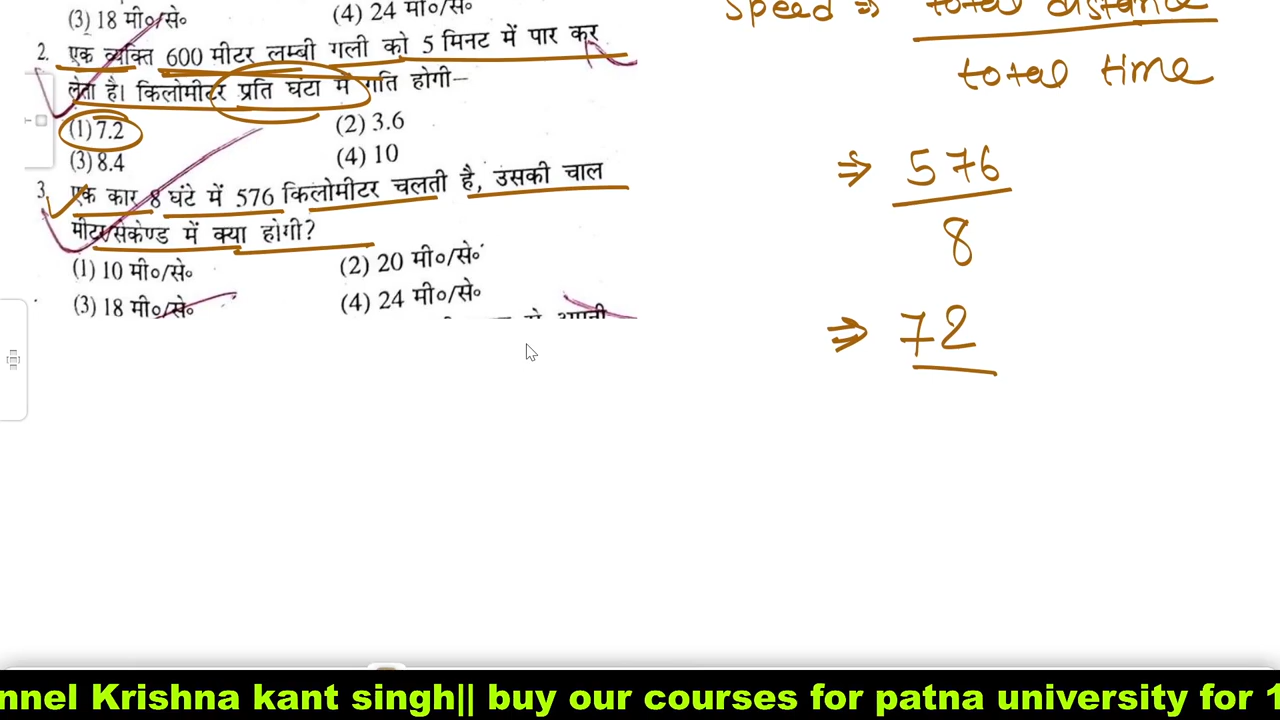 (3) 18 मी०/से०
(4) 24 मी०/से०
2. एक व्यक्ति 600 मीटर लम्बी गली को 5 मिनट में पार कर
लेता है। किलोमीटर प्रति घंटा में गति होगी–
(1) 7.2
(2) 3.6
(3) 8.4
(4) 10
3. एक कार 8 घंटे में 576 किलोमीटर चलती है, उसकी चाल
मीटर/सेकेण्ड में क्या होगी?
(1) 10 मी०/से०
(2) 20 मी०/से०
(3) 18 मी०/से०
(4) 24 मी०/से०
अपनी
speed ⇒ total distance
total time
⇒ 576
8
⇒ 72
nnel Krishna kant singh|| buy our courses for patna university for 1